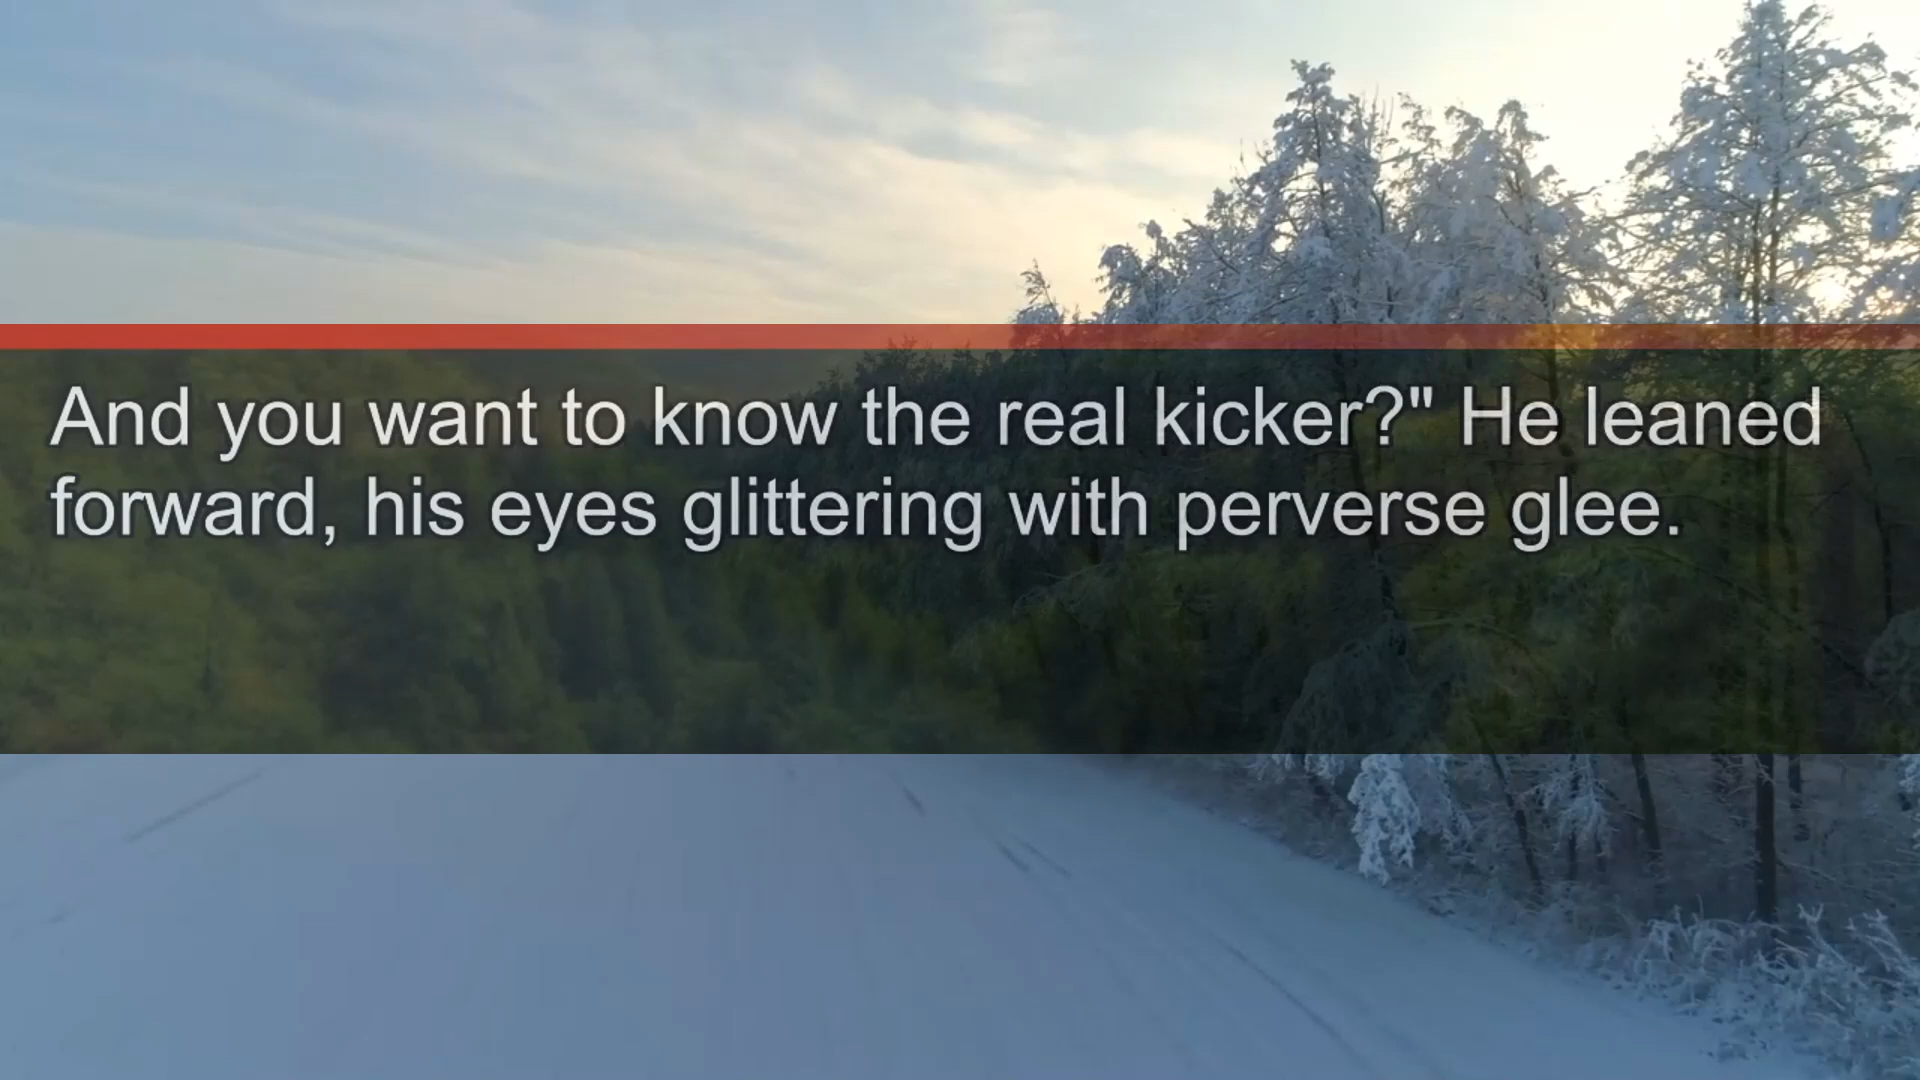 And you want to know the real kicker?" He leaned
forward, his eyes glittering with perverse glee.